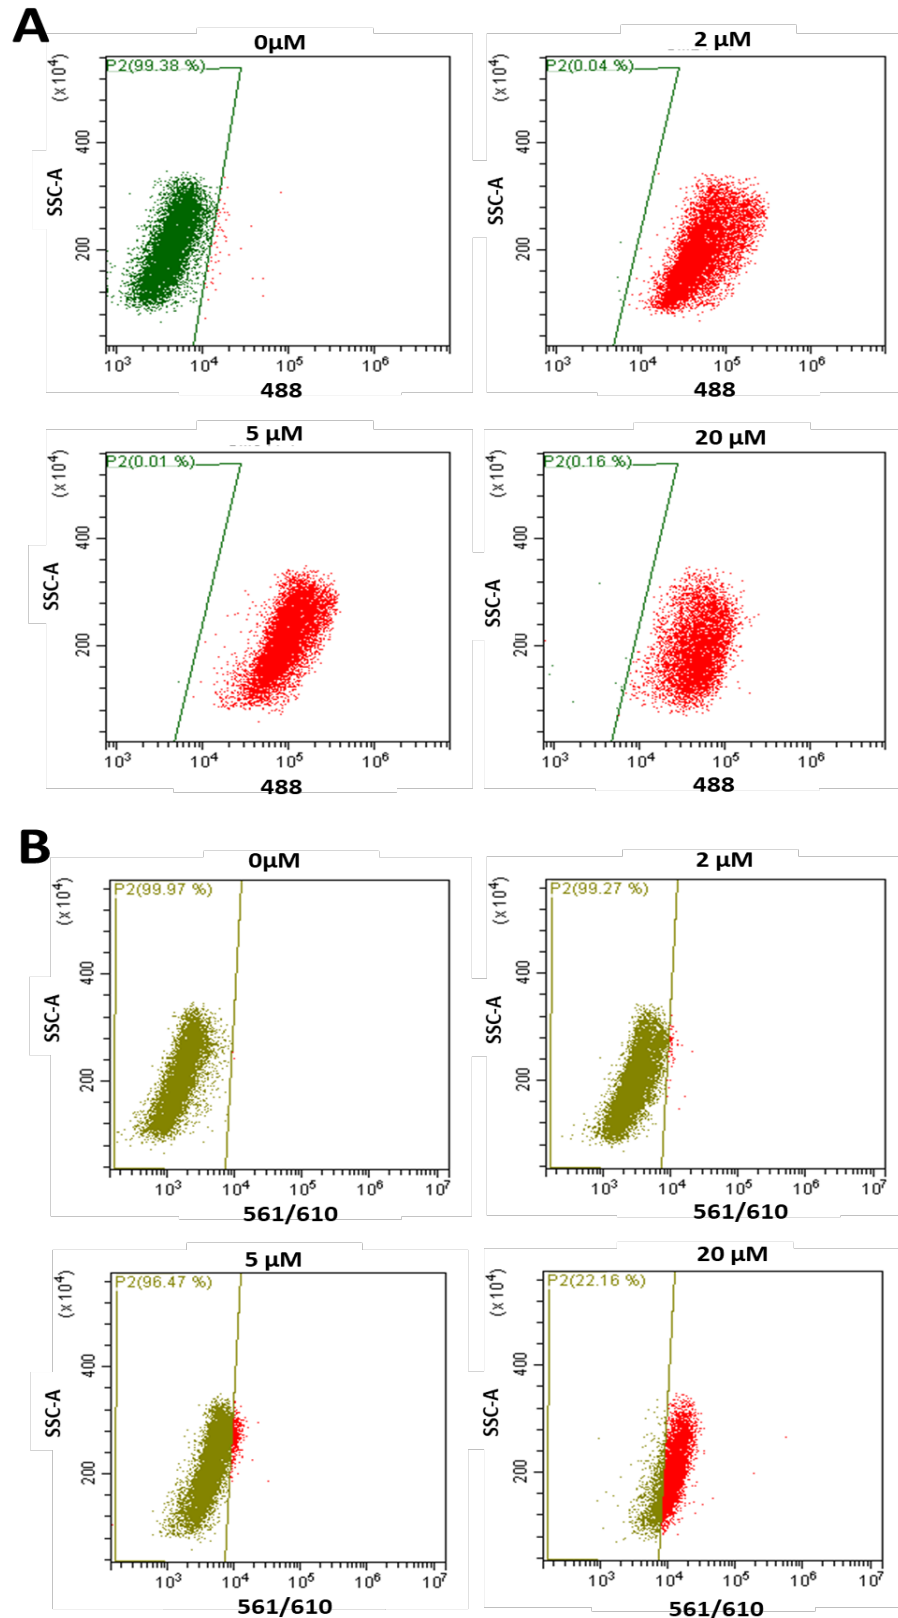 A
0μM
2 μM
P2(99.38 %)
P2(0.04 %)
(x10⁴)
(x10⁴)
400
400
SSC-A
SSC-A
200
200
10³ 10⁴ 10⁵ 10⁶
10³ 10⁴ 10⁵ 10⁶
488
488
5 μM
20 μM
P2(0.01 %)
P2(0.16 %)
(x10⁴)
(x10⁴)
400
400
SSC-A
SSC-A
200
200
10³ 10⁴ 10⁵ 10⁶
10³ 10⁴ 10⁵ 10⁶
488
488
B
0μM
2 μM
P2(99.97 %)
P2(99.27 %)
(x10⁴)
(x10⁴)
400
400
SSC-A
SSC-A
200
200
10³ 10⁴ 10⁵ 10⁶ 10⁷
10³ 10⁴ 10⁵ 10⁶ 10⁷
561/610
561/610
5 μM
20 μM
P2(96.47 %)
P2(22.16 %)
(x10⁴)
(x10⁴)
400
400
SSC-A
SSC-A
200
200
10³ 10⁴ 10⁵ 10⁶ 10⁷
10³ 10⁴ 10⁵ 10⁶ 10⁷
561/610
561/610